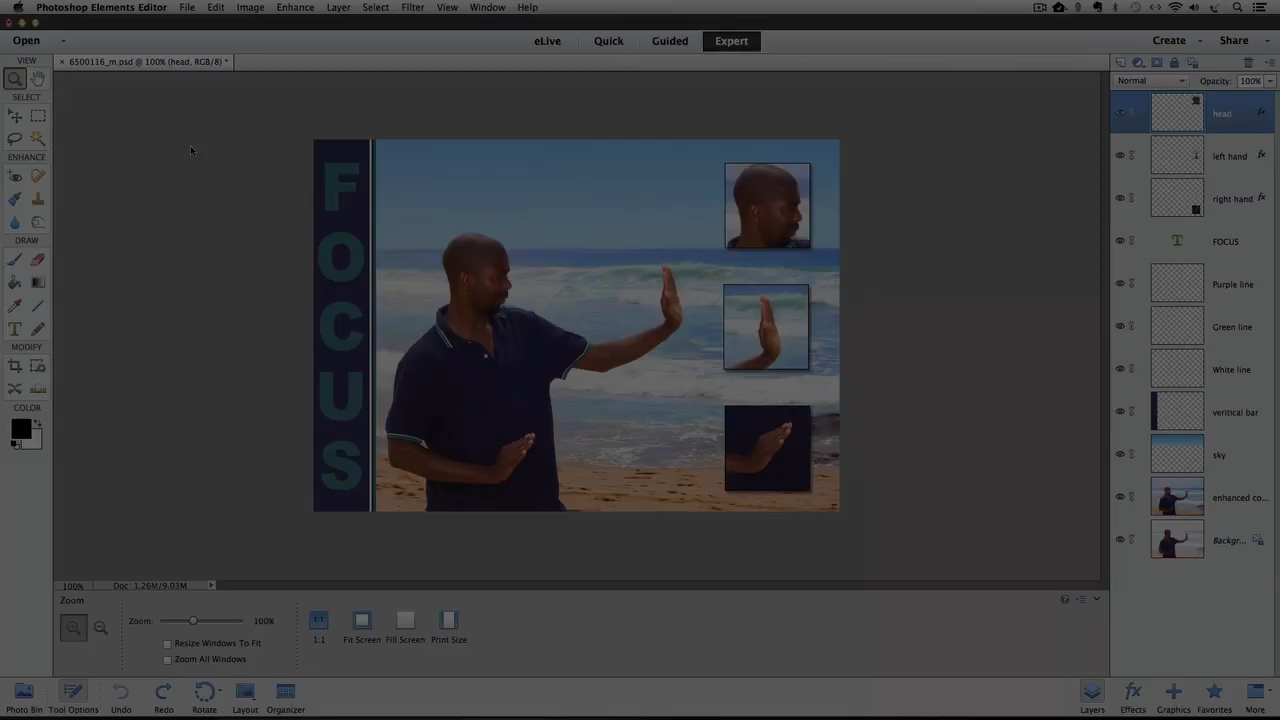 Photoshop Elements Editor File Edit Image Enhance Layer Select Filter View Window Help
Open eLive Quick Guided Expert Create Share
VIEW
× 6500116_m.psd @ 100% (head, RGB/8) *
Normal Opacity: 100%
SELECT
ENHANCE
DRAW
MODIFY
COLOR
F
O
C
U
S
head fx
left hand fx
right hand fx
T FOCUS
Purple line
Green line
White line
veritical bar
sky
enhanced co...
Backgr...
100% Doc: 1.26M/9.03M
Zoom
Zoom: 100%
1:1 Fit Screen Fill Screen Print Size
Resize Windows To Fit
Zoom All Windows
Photo Bin Tool Options Undo Redo Rotate Layout Organizer Layers Effects Graphics Favorites More